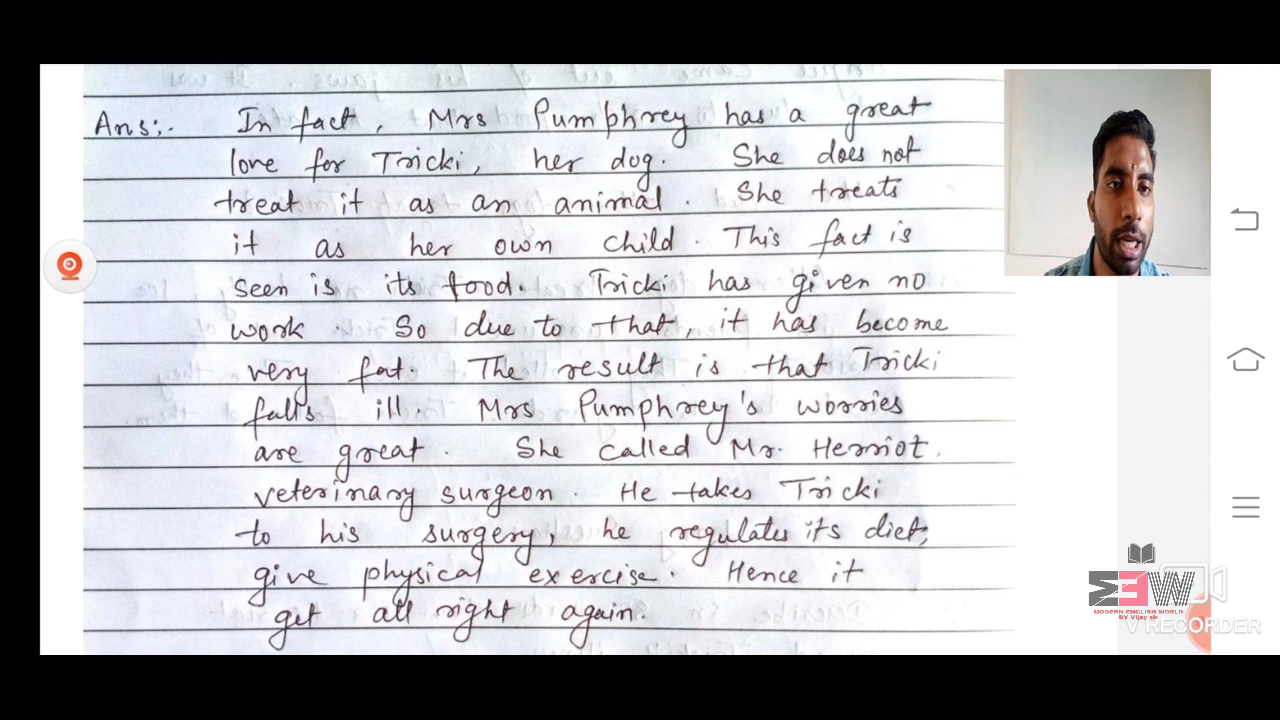 Ans:-. In fact, Mrs Pumphrey has a great
love for Tricki, her dog. She does not
treat it as an animal. She treats
it as her own child. This fact is
seen is its food. Tricki has given no
work. So due to that, it has become
very fat. The result is that Tricki
falls ill. Mrs Pumphrey's worries
are great. She called Mr. Herriot.
veterinary surgeon. He takes Tricki
to his surgery, he regulates its diet,
give physical exercise. Hence it
get all right again.
MEW
MODERN ENGLISH WORLD
BY Vijay sir
V RECORDER